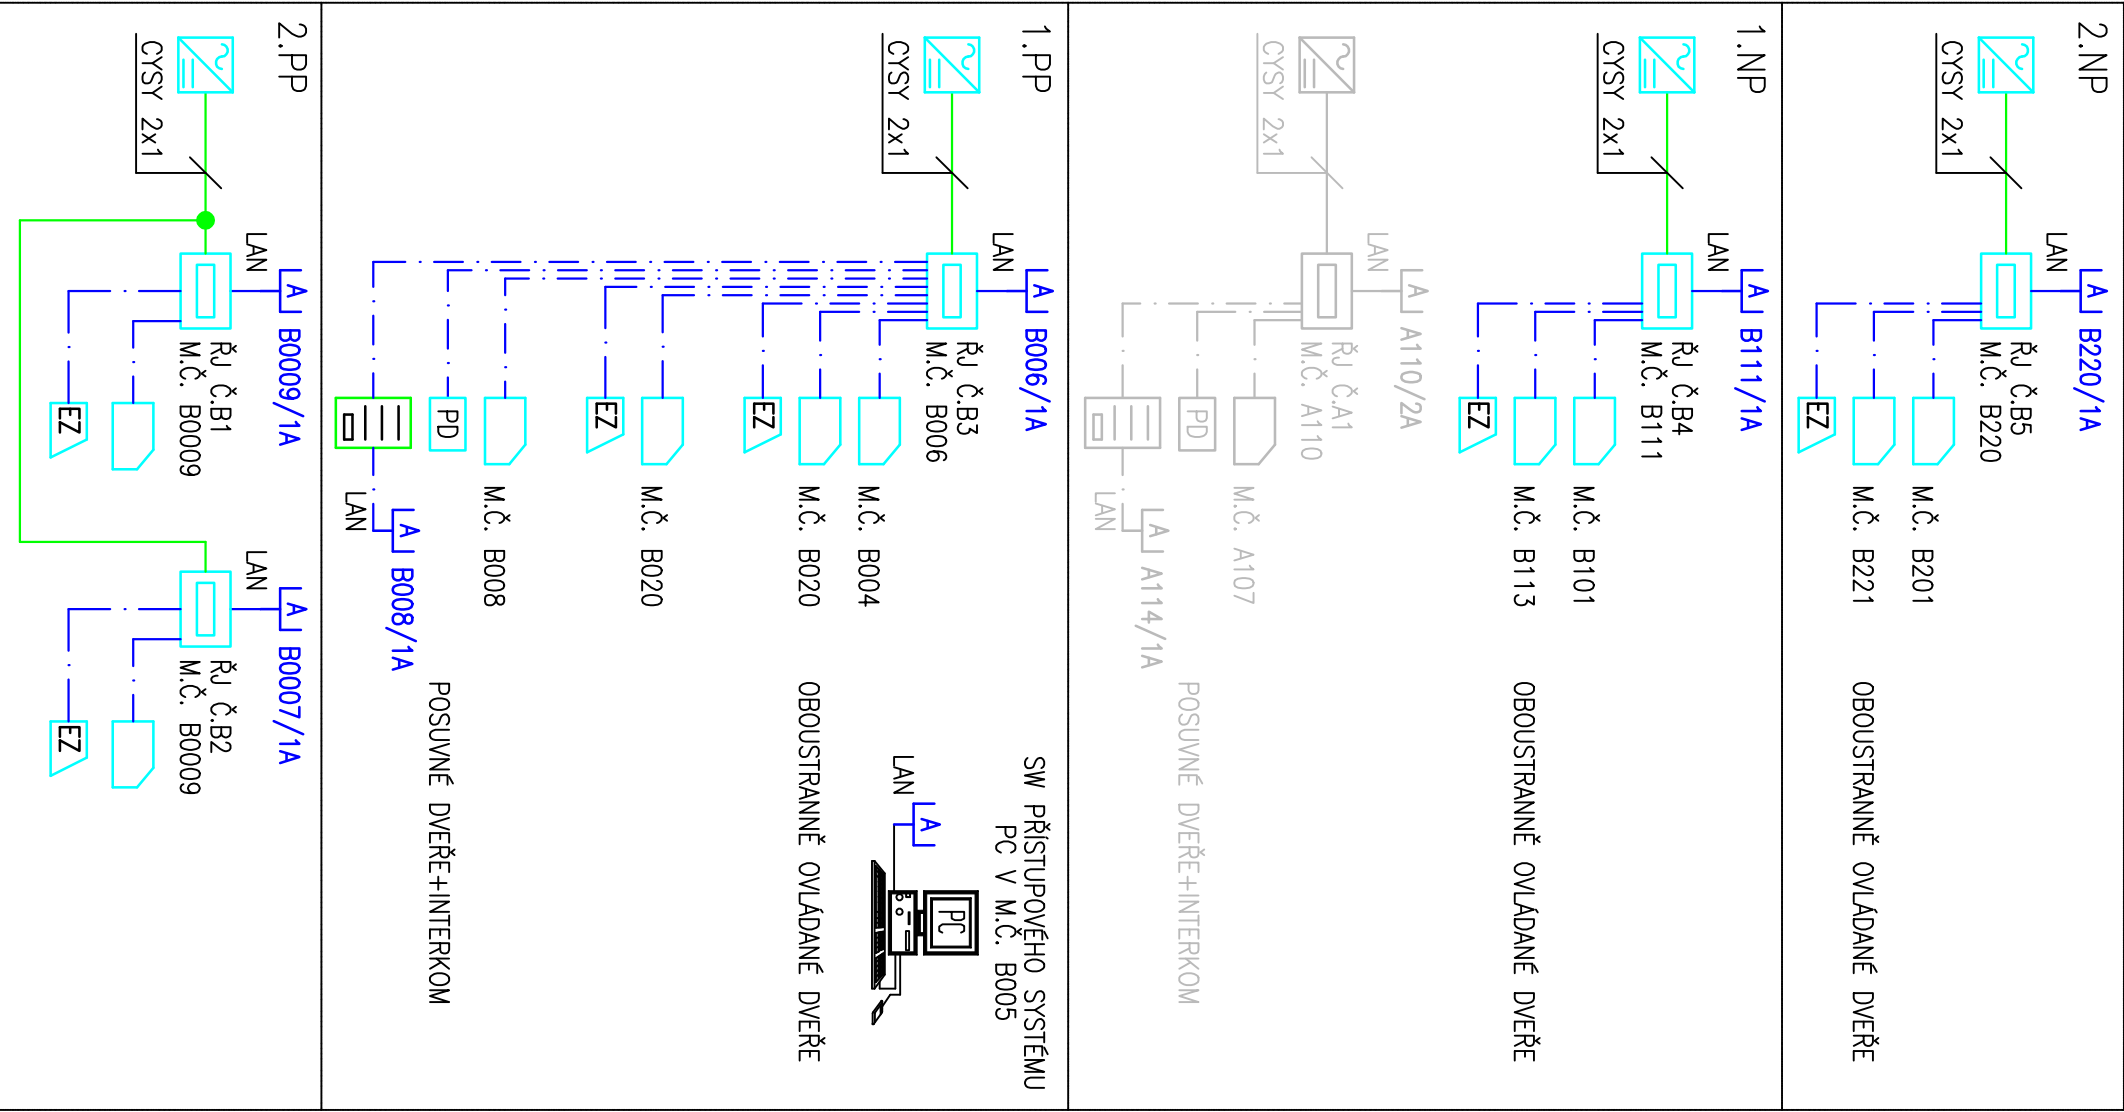 2.NP
CYSY 2x1
LAN
A
B220/1A
ŘJ Č.B5
M.Č. B220
M.Č. B201
M.Č. B221
EZ
OBOUSTRANNĚ OVLÁDANÉ DVEŘE
1.NP
CYSY 2x1
LAN
A
B111/1A
ŘJ Č.B4
M.Č. B111
M.Č. B101
M.Č. B113
EZ
OBOUSTRANNĚ OVLÁDANÉ DVEŘE
CYSY 2x1
LAN
A
A110/2A
ŘJ Č.A1
M.Č. A110
M.Č. A107
PD
LAN
A
A114/1A
POSUVNÉ DVEŘE+INTERKOM
1.PP
CYSY 2x1
LAN
A
B006/1A
ŘJ Č.B3
M.Č. B006
M.Č. B004
M.Č. B020
EZ
OBOUSTRANNĚ OVLÁDANÉ DVEŘE
M.Č. B020
EZ
M.Č. B008
PD
LAN
A
B008/1A
POSUVNÉ DVEŘE+INTERKOM
SW PŘÍSTUPOVÉHO SYSTÉMU
PC V M.Č. B005
LAN
A
PC
2.PP
CYSY 2x1
LAN
A
B0009/1A
ŘJ Č.B1
M.Č. B0009
EZ
LAN
A
B0007/1A
ŘJ Č.B2
M.Č. B0009
EZ